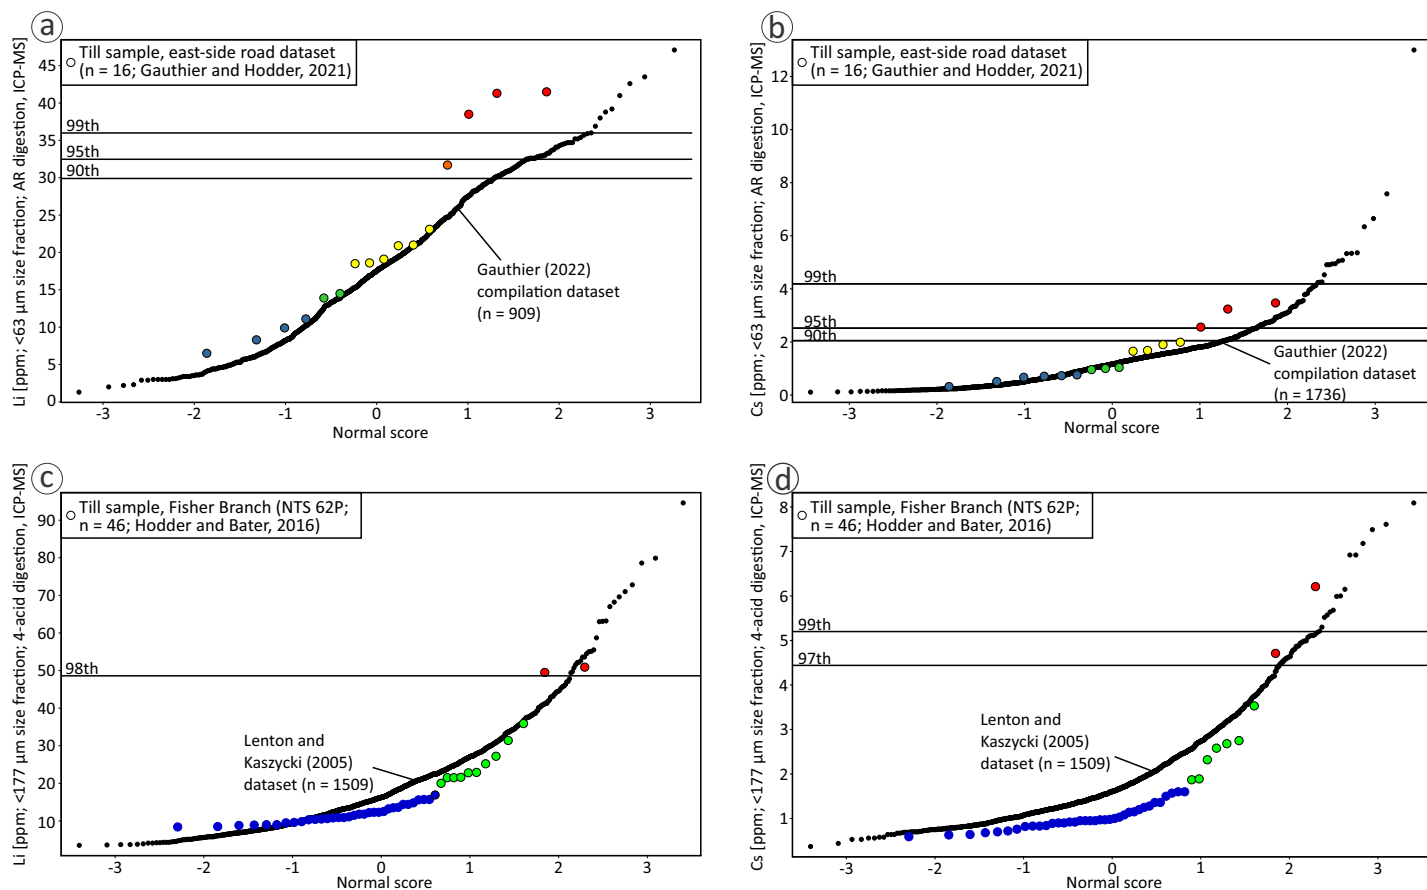 a
Till sample, east-side road dataset
(n = 16; Gauthier and Hodder, 2021)
Li [ppm; <63 µm size fraction; AR digestion, ICP-MS]
45
40
35
30
25
20
15
10
5
0
99th
95th
90th
Gauthier (2022)
compilation dataset
(n = 909)
-3 -2 -1 0 1 2 3
Normal score
b
Till sample, east-side road dataset
(n = 16; Gauthier and Hodder, 2021)
Cs [ppm; <63 µm size fraction; AR digestion, ICP-MS]
12
10
8
6
4
2
0
99th
95th
90th
Gauthier (2022)
compilation dataset
(n = 1736)
-3 -2 -1 0 1 2 3
Normal score
c
Till sample, Fisher Branch (NTS 62P;
n = 46; Hodder and Bater, 2016)
Li [ppm; <177 µm size fraction; 4-acid digestion, ICP-MS]
90
80
70
60
50
40
30
20
10
98th
Lenton and
Kaszycki (2005)
dataset (n = 1509)
-3 -2 -1 0 1 2 3
Normal score
d
Till sample, Fisher Branch (NTS 62P;
n = 46; Hodder and Bater, 2016)
Cs [ppm; <177 µm size fraction; 4-acid digestion, ICP-MS]
8
7
6
5
4
3
2
1
99th
97th
Lenton and
Kaszycki (2005)
dataset (n = 1509)
-3 -2 -1 0 1 2 3
Normal score